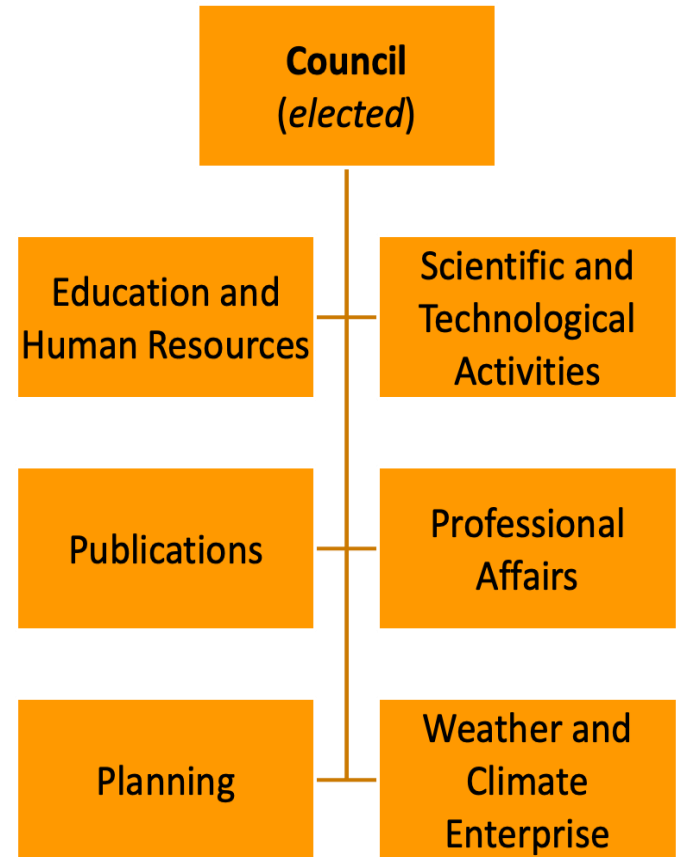 Council
(elected)
Education and
Human Resources
Scientific and
Technological
Activities
Publications
Professional
Affairs
Planning
Weather and
Climate
Enterprise